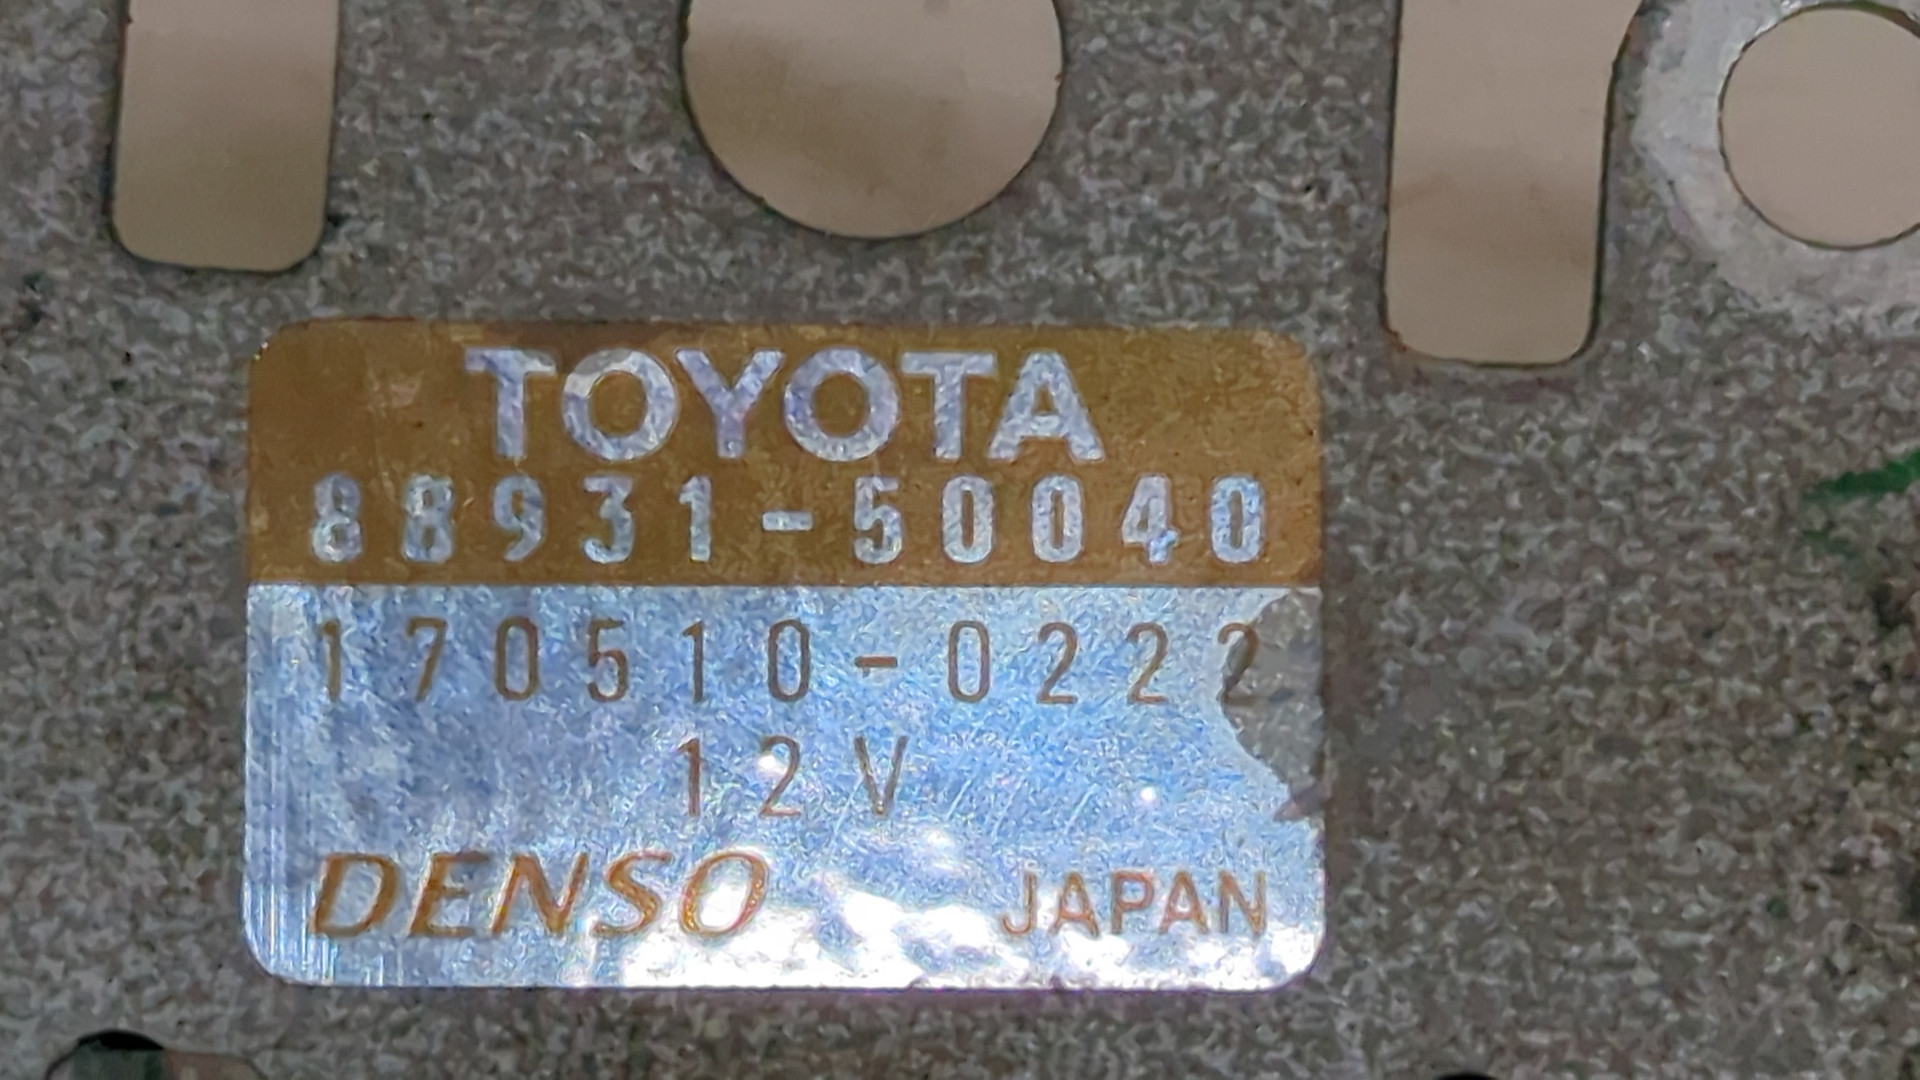 TOYOTA
88931-50040
170510-0222
12V
DENSO JAPAN